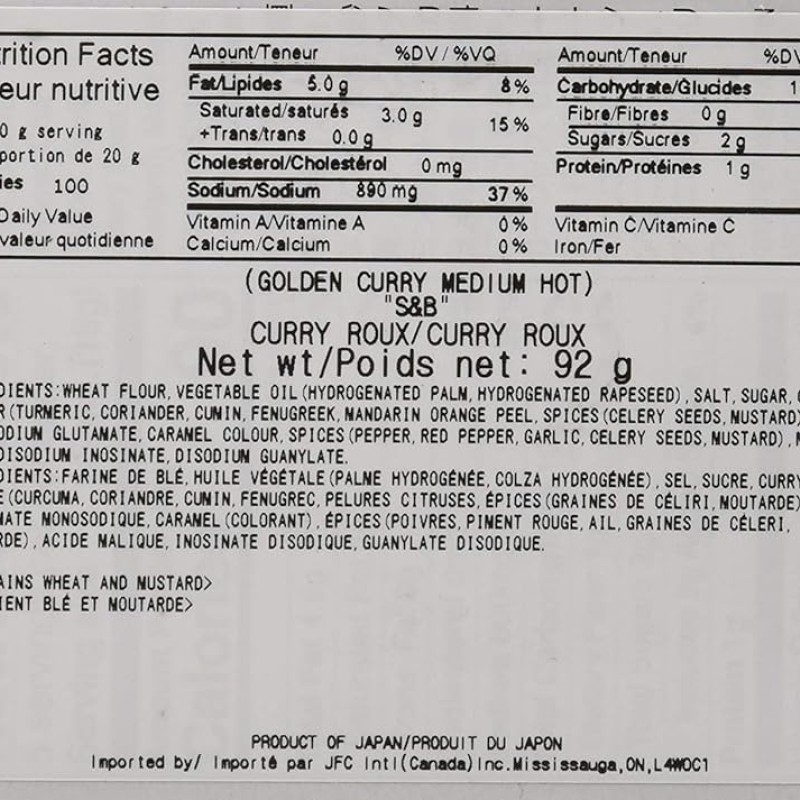 trition Facts
eur nutritive
0 g serving
portion de 20 g
ies 100
Daily Value
valeur quotidienne
Amount/Teneur %DV/%VQ
Fat/Lipides 5.0 g 8%
Saturated/saturés 3.0 g
+Trans/trans 0.0 g 15%
Cholesterol/Cholestérol 0 mg
Sodium/Sodium 890 mg 37%
Vitamin A/Vitamine A 0%
Calcium/Calcium 0%
Amount/Teneur %DV
Carbohydrate/Glucides 1
Fibre/Fibres 0 g
Sugars/Sucres 2 g
Protein/Protéines 1 g
Vitamin C/Vitamine C
Iron/Fer
(GOLDEN CURRY MEDIUM HOT)
"S&B"
CURRY ROUX/CURRY ROUX
Net wt/Poids net: 92 g
DIENTS:WHEAT FLOUR, VEGETABLE OIL(HYDROGENATED PALM, HYDROGENATED RAPESEED), SALT, SUGAR, C
R(TURMERIC, CORIANDER, CUMIN, FENUGREEK, MANDARIN ORANGE PEEL, SPICES(CELERY SEEDS, MUSTARD)
ODIUM GLUTAMATE, CARAMEL COLOUR, SPICES(PEPPER, RED PEPPER, GARLIC, CELERY SEEDS, MUSTARD), M
DISODIUM INOSINATE, DISODIUM GUANYLATE.
DIENTS:FARINE DE BLÉ, HUILE VÉGÉTALE(PALME HYDROGÉNÉE, COLZA HYDROGÉNÉE), SEL, SUCRE, CURRY
E(CURCUMA, CORIANDRE, CUMIN, FENUGREC, PELURES CITRUSES, ÉPICES(GRAINES DE CÉLIRI, MOUTARDE)
MATE MONOSODIQUE, CARAMEL(COLORANT), ÉPICES(POIVRES, PIMENT ROUGE, AIL, GRAINES DE CÉLERI,
RDE), ACIDE MALIQUE, INOSINATE DISODIQUE, GUANYLATE DISODIQUE.
AINS WHEAT AND MUSTARD>
IENT BLÉ ET MOUTARDE>
PRODUCT OF JAPAN/PRODUIT DU JAPON
Imported by/ Importé par JFC Intl(Canada)Inc.Mississauga,ON,L4W0C1